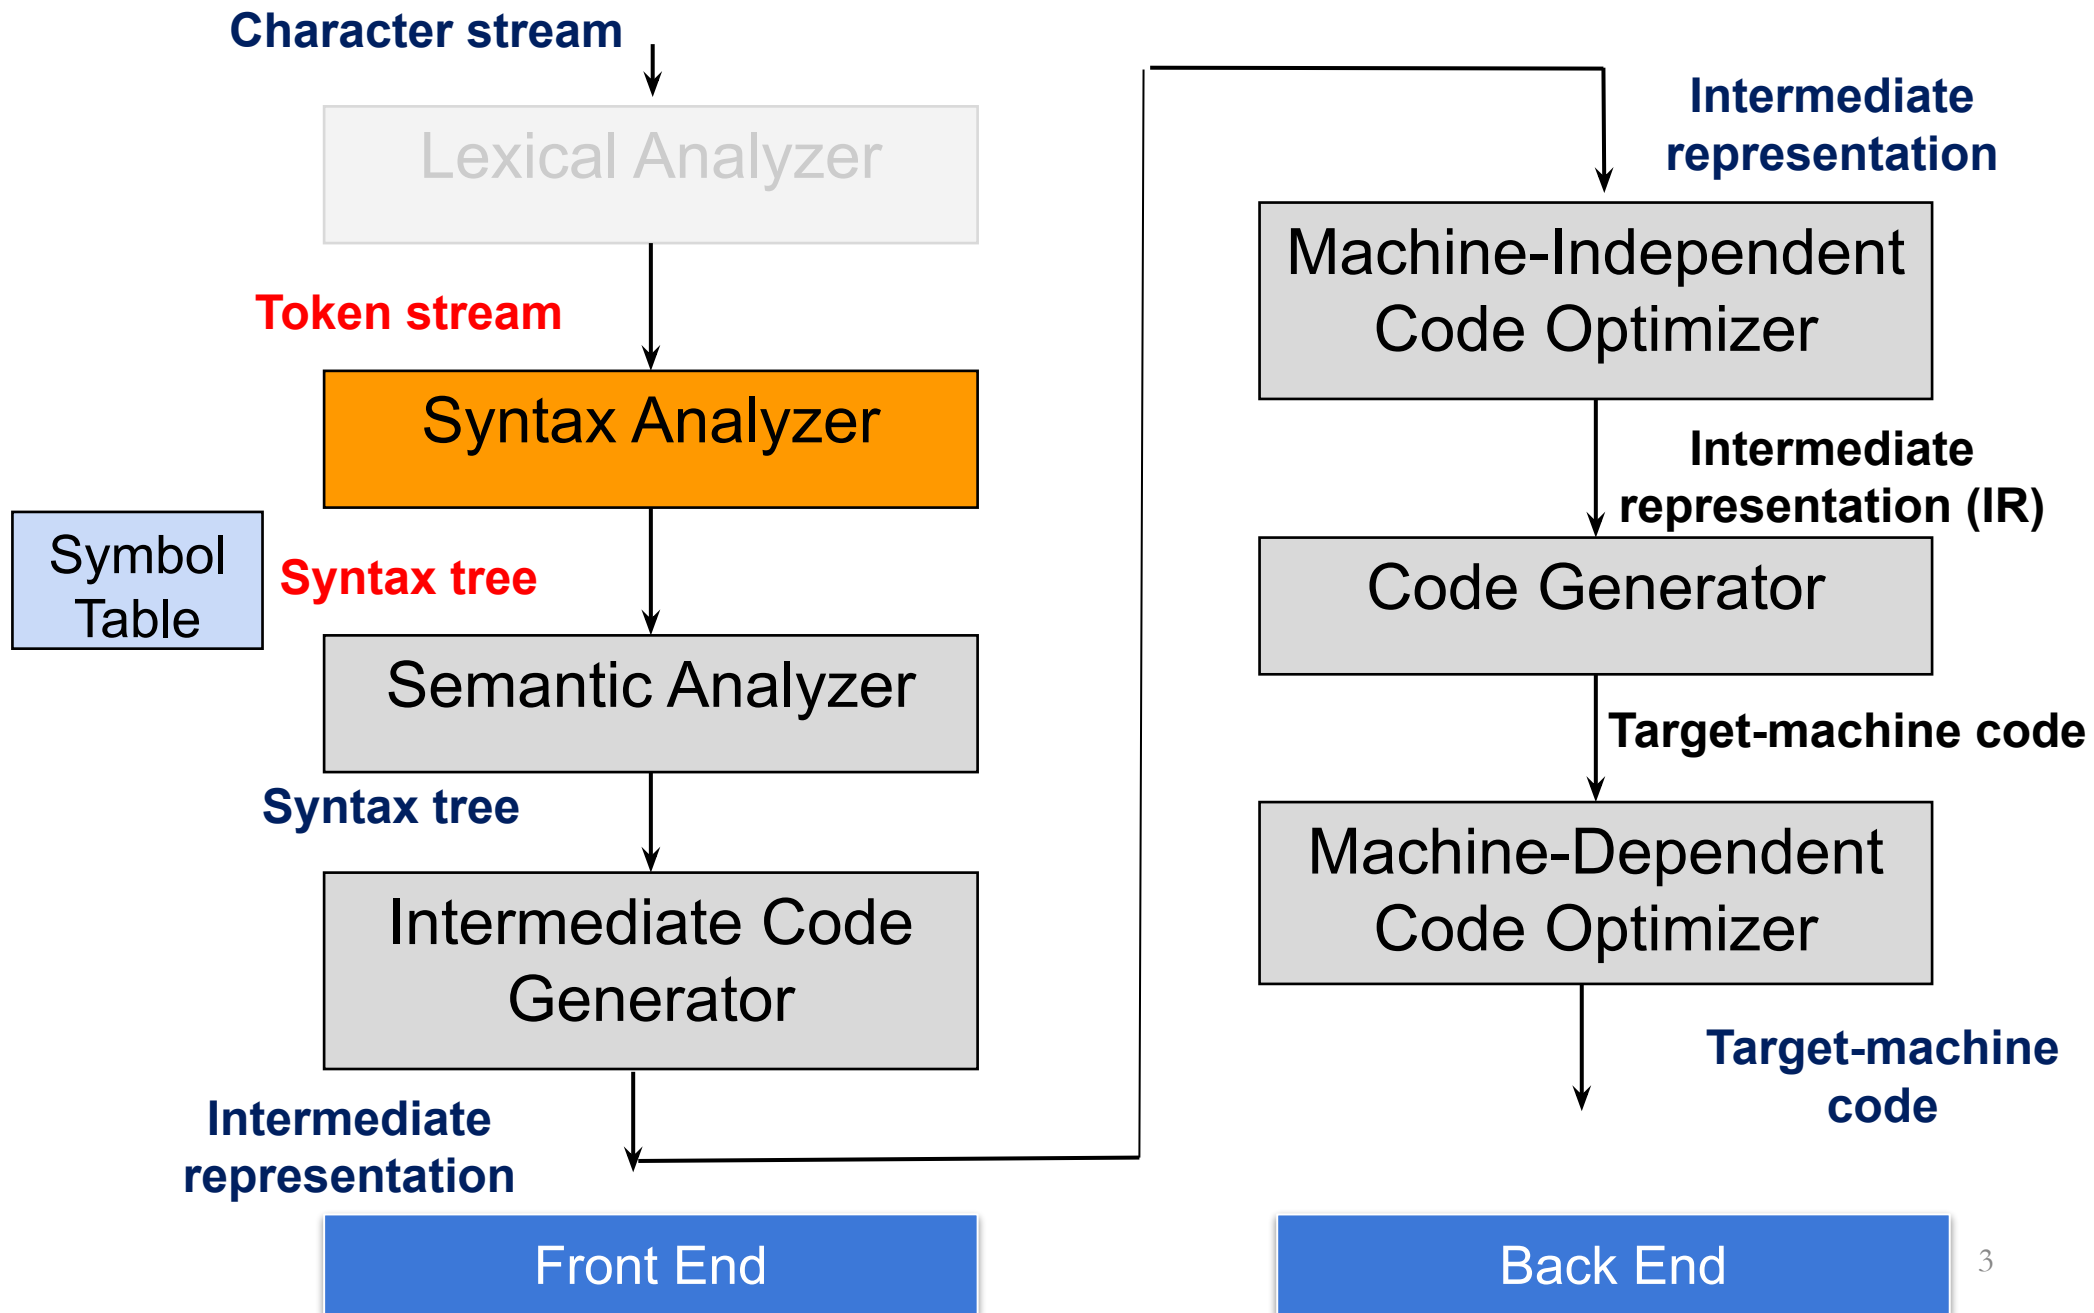 Character stream
Lexical Analyzer
Token stream
Syntax Analyzer
Symbol
Table
Syntax tree
Semantic Analyzer
Syntax tree
Intermediate Code
Generator
Intermediate
representation
Front End
Intermediate
representation
Machine-Independent
Code Optimizer
Intermediate
representation (IR)
Code Generator
Target-machine code
Machine-Dependent
Code Optimizer
Target-machine
code
Back End
3